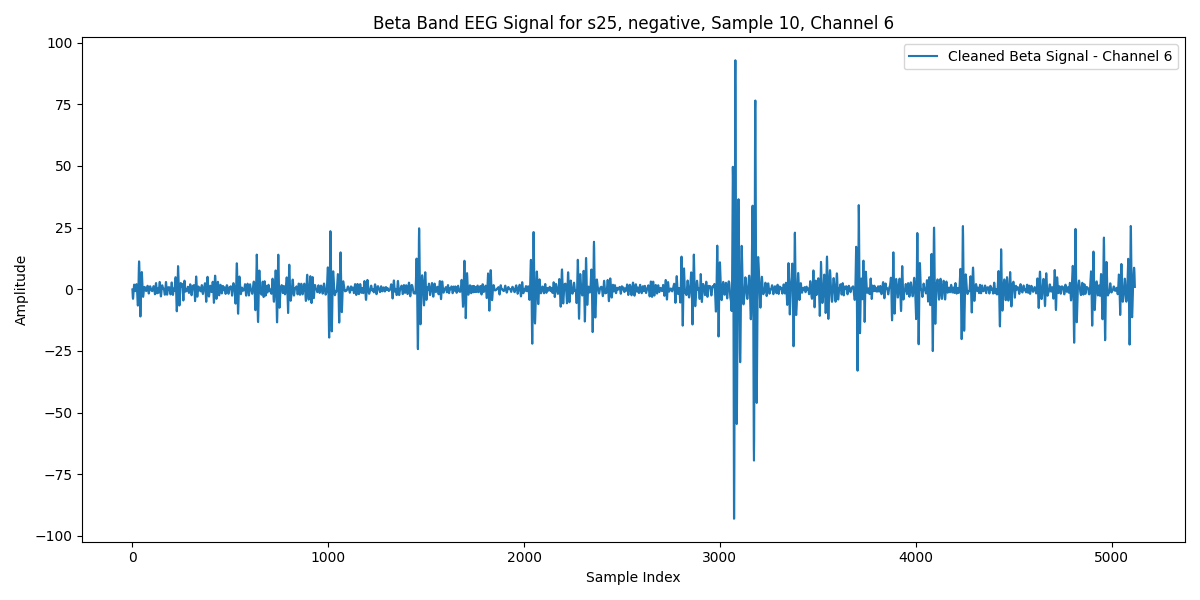 Beta Band EEG Signal for s25, negative, Sample 10, Channel 6
Cleaned Beta Signal - Channel 6
100
75
50
25
0
−25
−50
−75
−100
Amplitude
0 1000 2000 3000 4000 5000
Sample Index